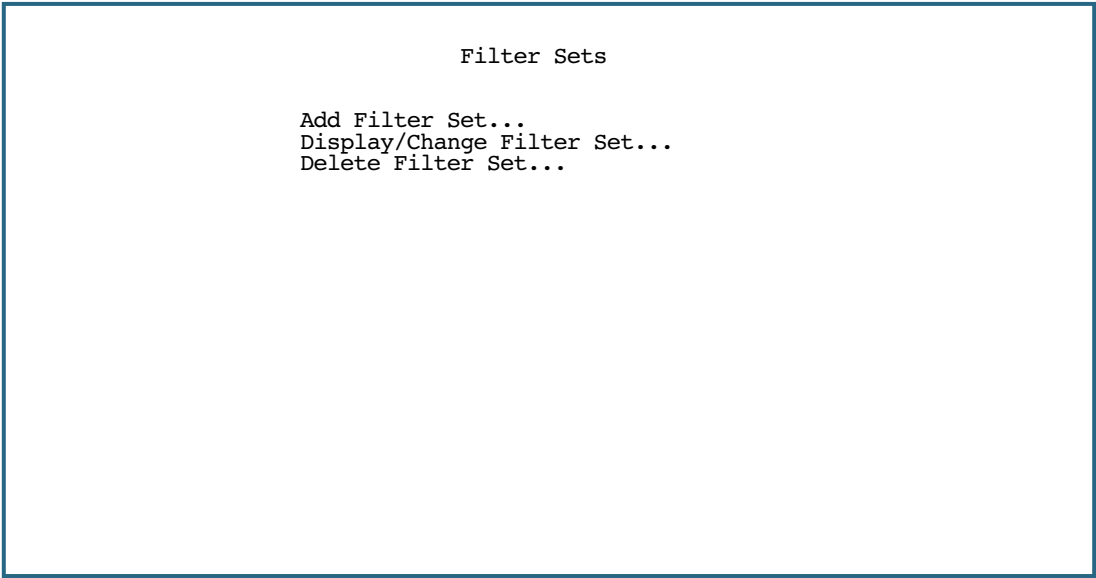 Filter Sets
Add Filter Set...
Display/Change Filter Set...
Delete Filter Set...